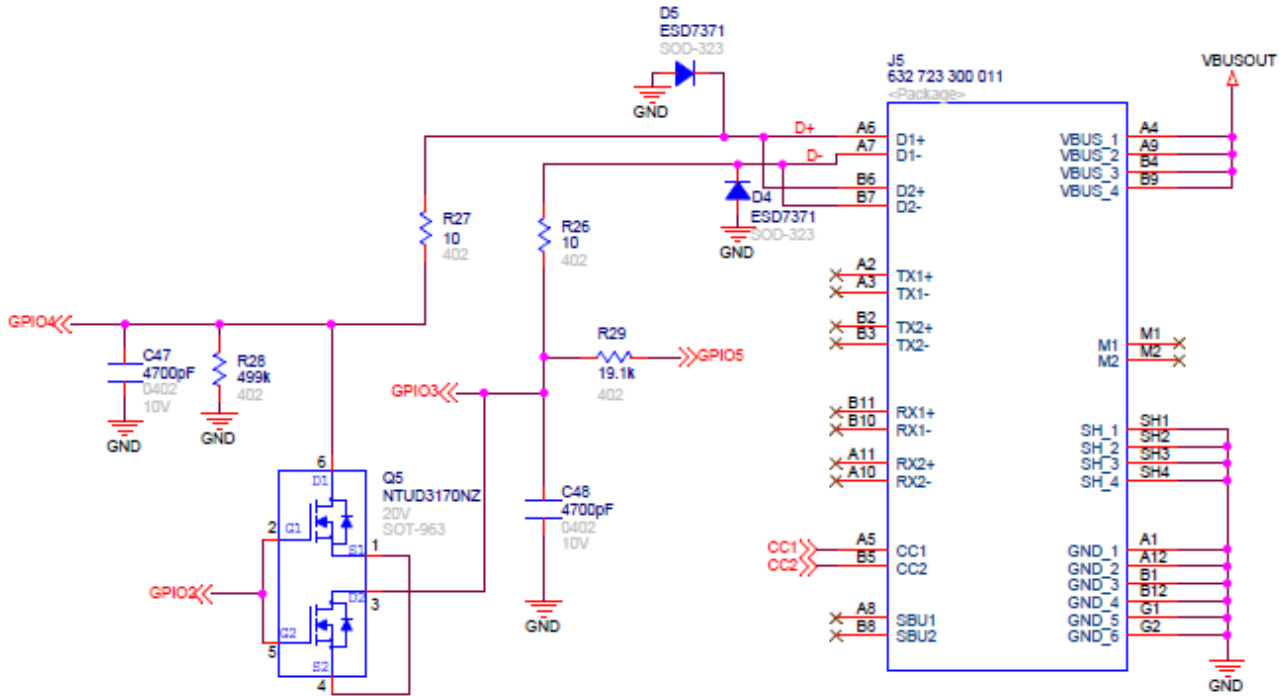 D5
ESD7371
SOD-323
GND
J5
632 723 300 011
<Package>
VBUSOUT
D+
A6
D1+
VBUS_1
A4
D-
A7
D1-
VBUS_2
A9
VBUS_3
B4
B6
D2+
VBUS_4
B9
B7
D2-
D4
ESD7371
SOD-323
GND
R27
10
402
R26
10
402
A2
TX1+
A3
TX1-
B2
TX2+
B3
TX2-
M1
M1
M2
M2
GPIO4
C47
4700pF
0402
10V
GND
R28
499k
402
GND
R29
19.1k
402
GPIO5
GPIO3
B11
RX1+
B10
RX1-
A11
RX2+
A10
RX2-
SH_1
SH1
SH_2
SH2
SH_3
SH3
SH_4
SH4
6
D1
Q5
NTUD3170NZ
20V
SOT-963
2
G1
S1
1
D2
3
GPIO2
G2
5
S2
4
C48
4700pF
0402
10V
GND
CC1
A5
CC1
CC2
B5
CC2
GND_1
A1
GND_2
A12
GND_3
B1
GND_4
B12
GND_5
G1
GND_6
G2
A8
SBU1
B8
SBU2
GND